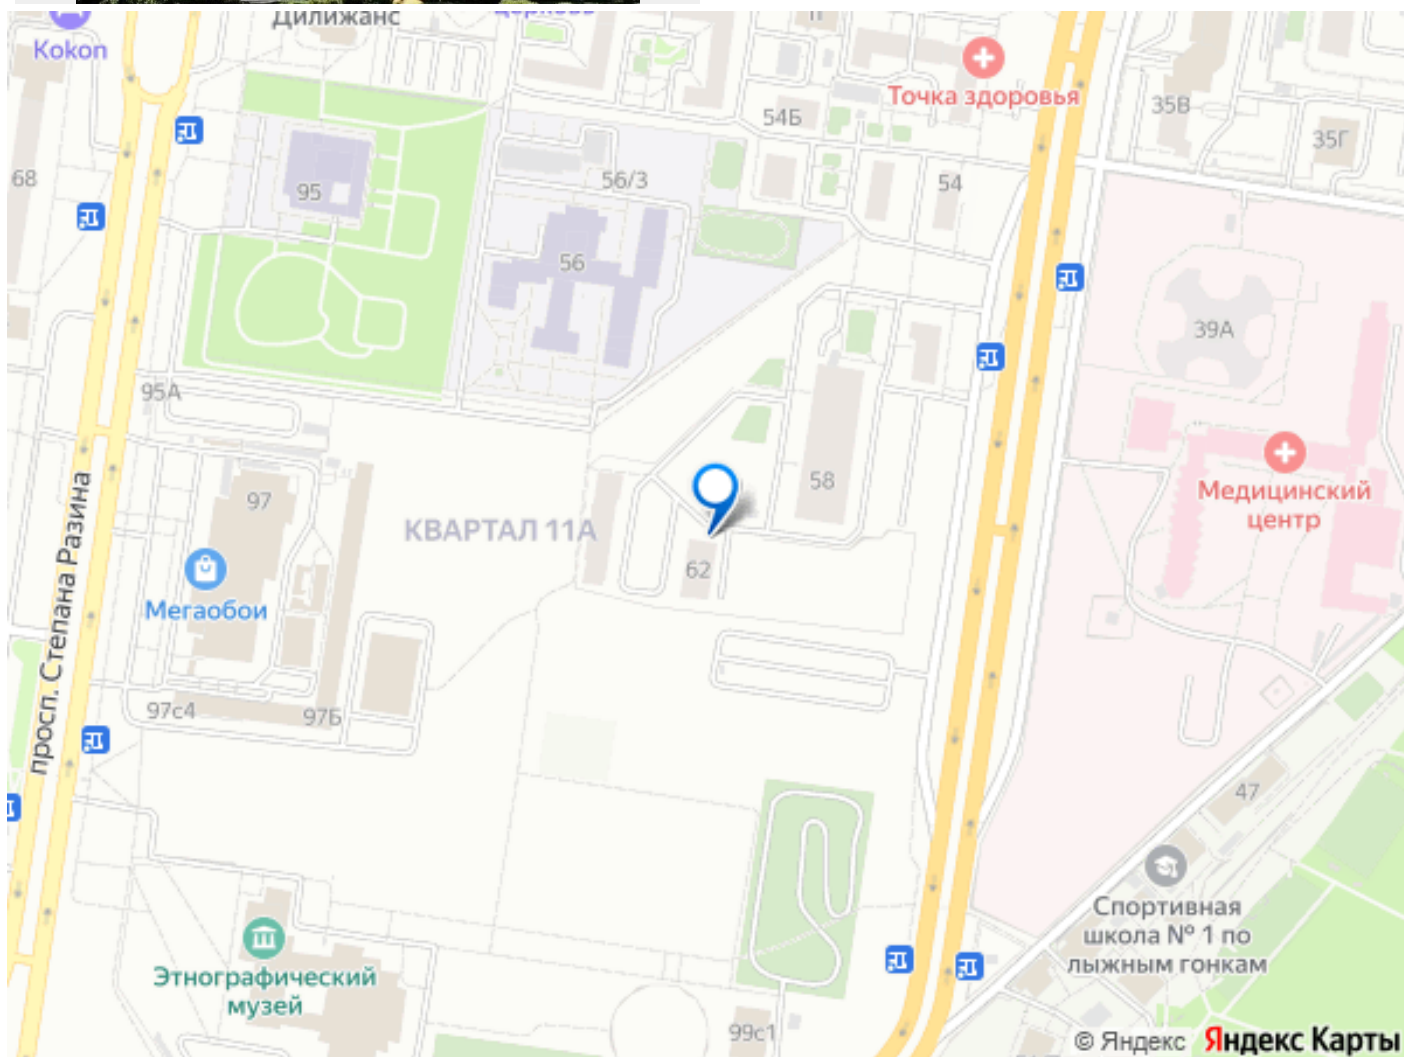 Дилижанс
церковь
Kokon
Точка здоровья
54Б
35В
35Г
68
95
56/3
54
56
39А
95А
97
58
КВАРТАЛ 11А
Медицинский
центр
62
Мегаобои
просп. Степана Разина
97с4
97Б
47
Спортивная
школа № 1 по
лыжным гонкам
Этнографический
музей
99с1
© Яндекс Яндекс Карты